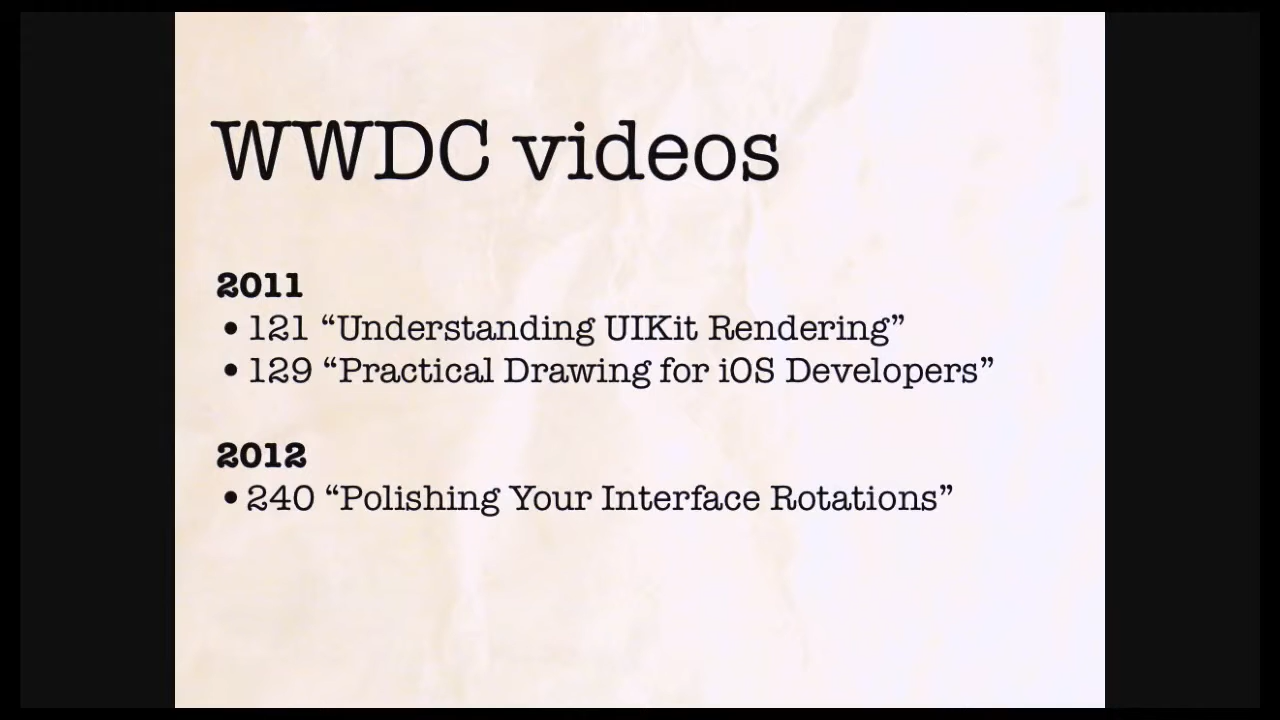 WWDC videos
2011
• 121 “Understanding UIKit Rendering”
• 129 “Practical Drawing for iOS Developers”
2012
• 240 “Polishing Your Interface Rotations”